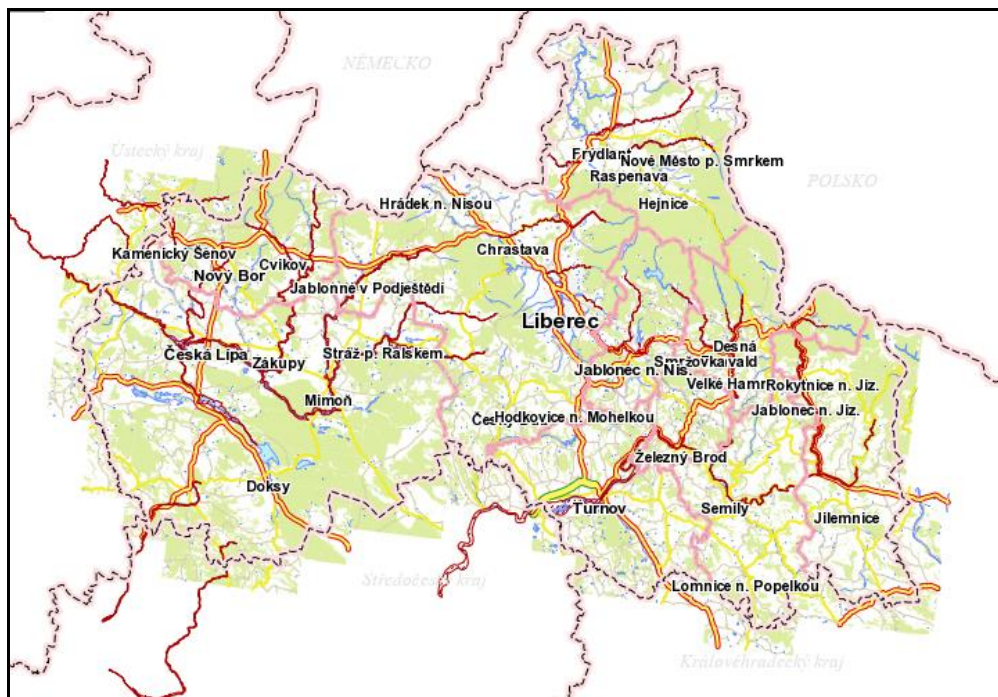 NĚMECKO
Ústecký kraj
Frýdlant
Nové Město p. Smrkem
Raspenava
POLSKO
Hrádek n. Nisou
Hejnice
Kamenický Šenov
Chrastava
Cvikov
Nový Bor
Jablonné v Podještědí
Liberec
Česká Lípa
Zákupy
Stráž p. Ralskem
Desná
Smržovka
Jablonec n. Nis.
Velké Hamr
Rokytnice n. Jiz.
Mimoň
Hodkovice n. Mohelkou
Jablonec n. Jiz.
Železný Brod
Doksy
Turnov
Semily
Jilemnice
Středočeský kraj
Lomnice n. Popelkou
Královéhradecký kraj